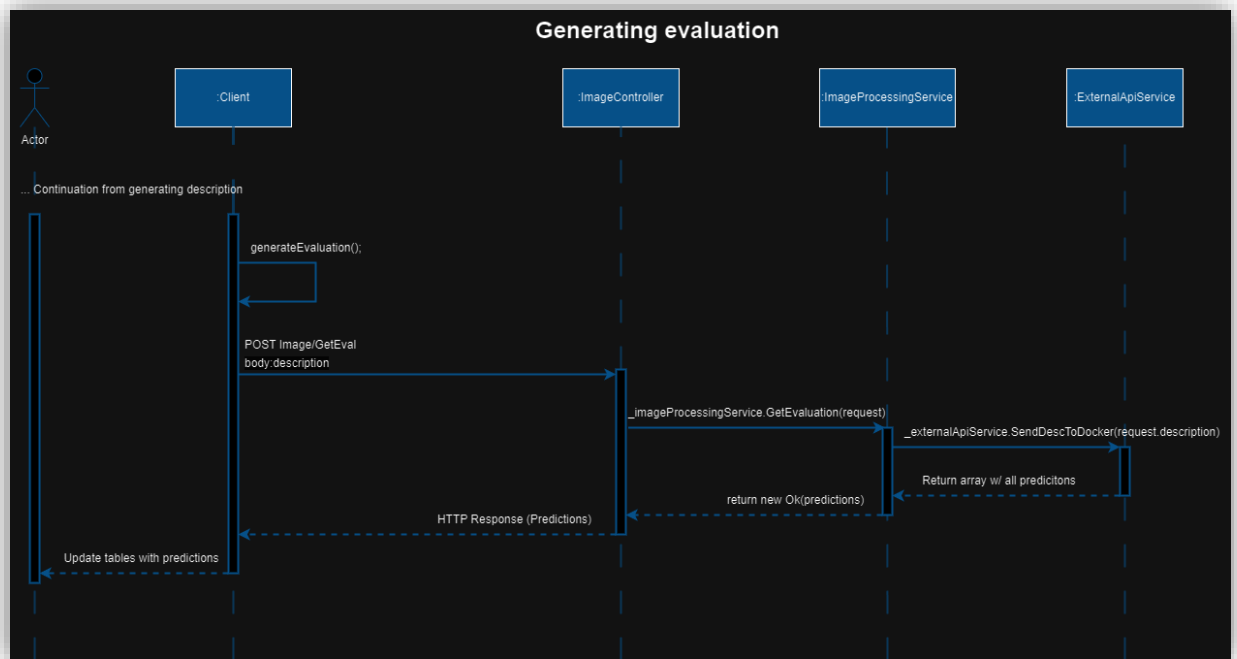 Generating evaluation
:Client
:ImageController
:ImageProcessingService
:ExternalApiService
Actor
... Continuation from generating description
generateEvaluation();
POST Image/GetEval
body:description
_imageProcessingService.GetEvaluation(request)
_externalApiService.SendDescToDocker(request.description)
Return array w/ all predicitons
return new Ok(predictions)
HTTP Response (Predictions)
Update tables with predictions